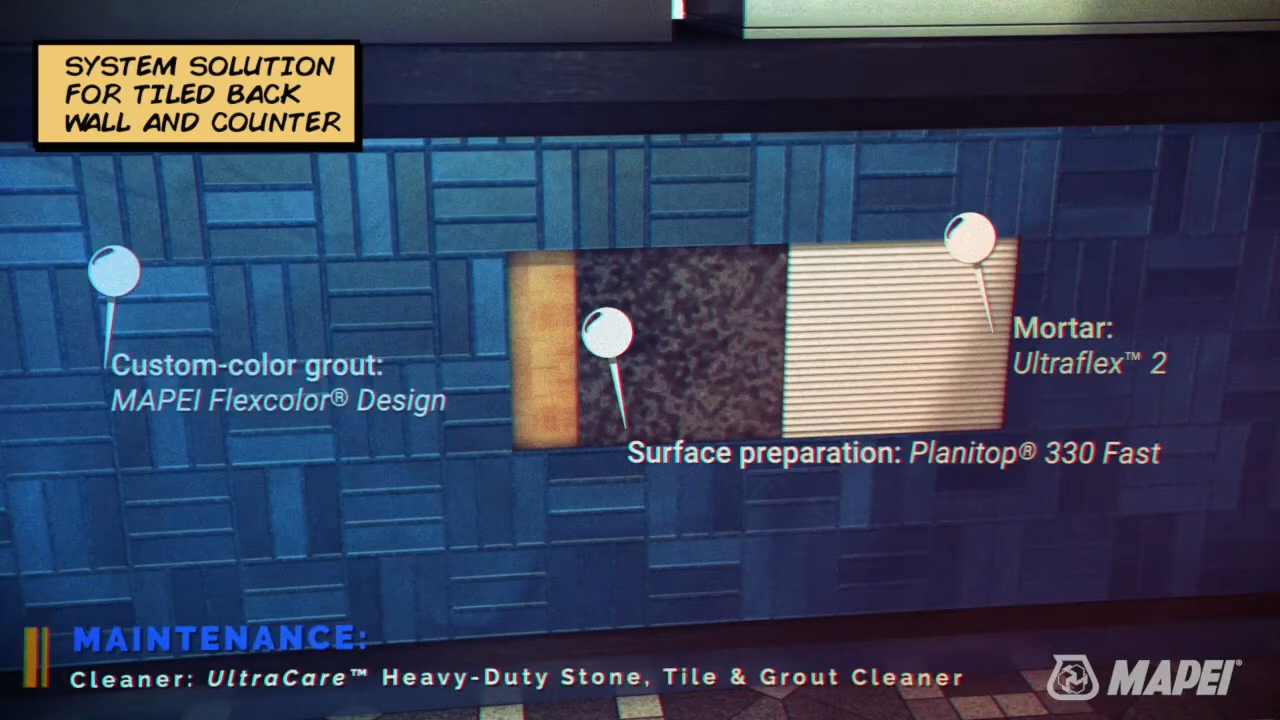 SYSTEM SOLUTION
FOR TILED BACK
WALL AND COUNTER
Custom-color grout:
MAPEI Flexcolor® Design
Mortar:
Ultraflex™ 2
Surface preparation: Planitop® 330 Fast
MAINTENANCE:
Cleaner: UltraCare™ Heavy-Duty Stone, Tile & Grout Cleaner
MAPEI®